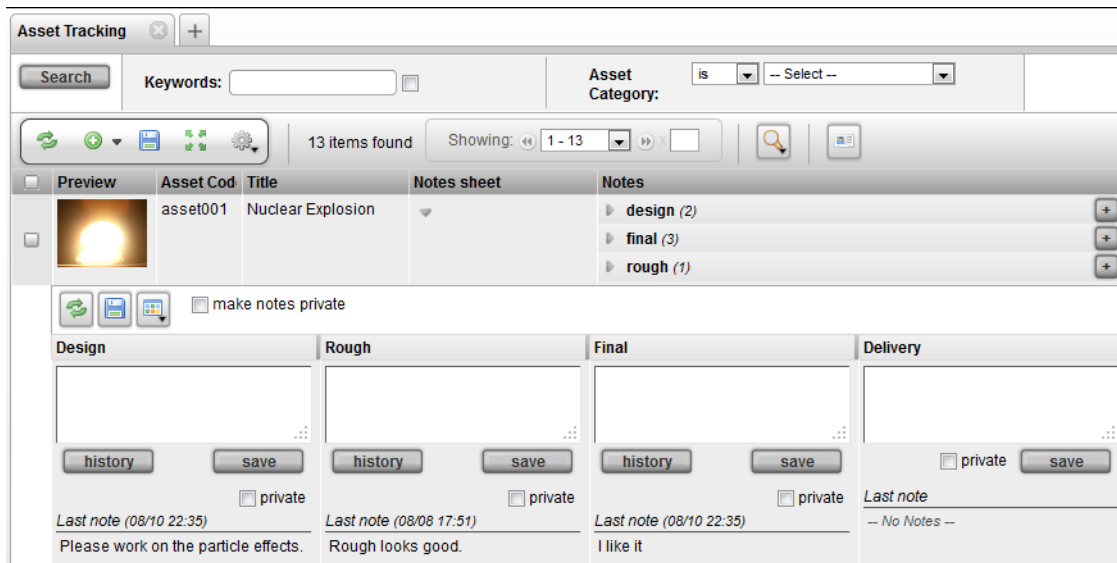 Asset Tracking +
Search Keywords: Asset Category: is -- Select --
13 items found Showing: 1 - 13 x
Preview Asset Cod Title Notes sheet Notes
asset001 Nuclear Explosion design (2) +
final (3) +
rough (1) +
make notes private
Design Rough Final Delivery
history save history save history save private save
private private private Last note
Last note (08/10 22:35) Last note (08/08 17:51) Last note (08/10 22:35) -- No Notes --
Please work on the particle effects. Rough looks good. I like it